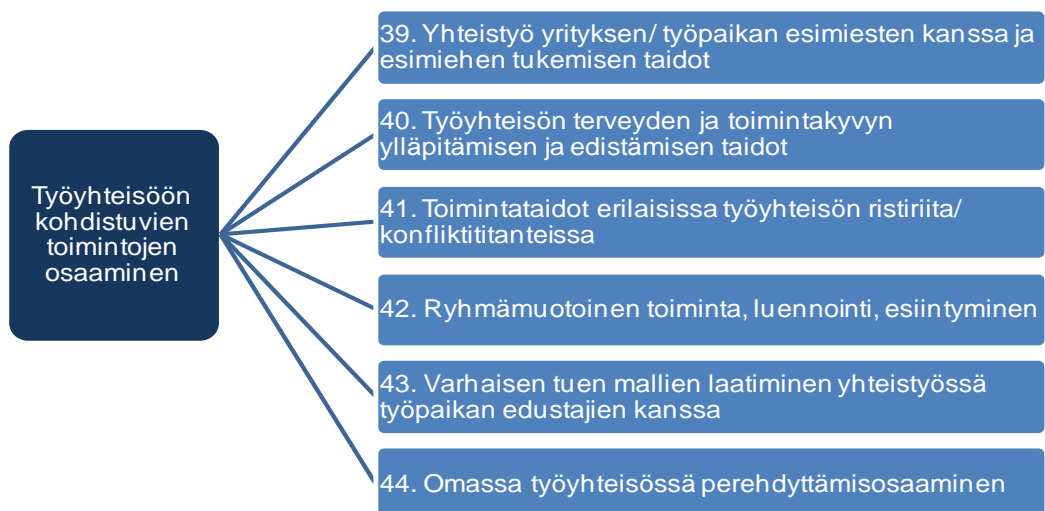 Työyhteisöön
kohdistuvien
toimintojen
osaaminen
39. Yhteistyö yrityksen/ työpaikan esimiesten kanssa ja
esimiehen tukemisen taidot
40. Työyhteisön terveyden ja toimintakyvyn
ylläpitämisen ja edistämisen taidot
41. Toimintataidot erilaisissa työyhteisön ristiriita/
konfliktititanteissa
42. Ryhmämuotoinen toiminta, luennointi, esiintyminen
43. Varhaisen tuen mallien laatiminen yhteistyössä
työpaikan edustajien kanssa
44. Omassa työyhteisössä perehdyttämisosaaminen